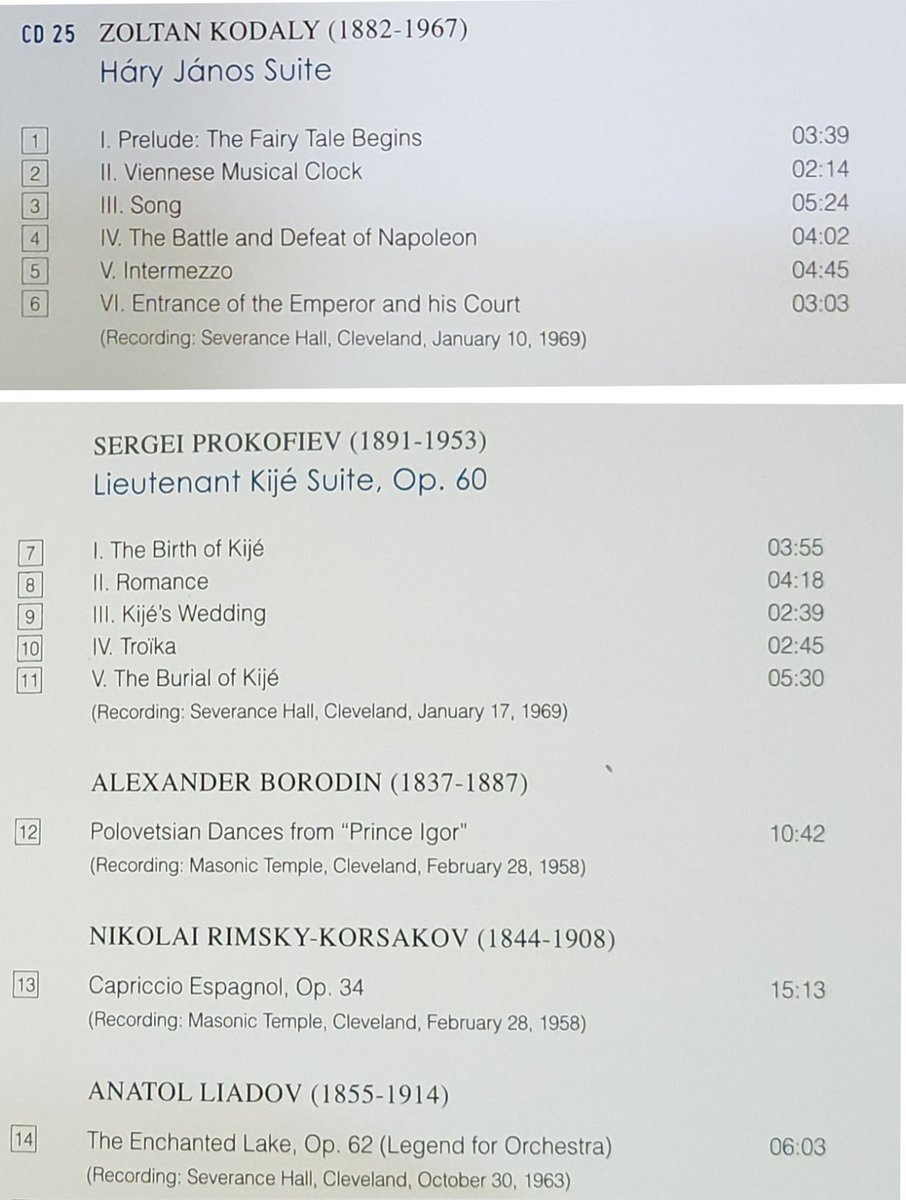 CD 25 ZOLTAN KODALY (1882-1967)
Háry János Suite
1 I. Prelude: The Fairy Tale Begins 03:39
2 II. Viennese Musical Clock 02:14
3 III. Song 05:24
4 IV. The Battle and Defeat of Napoleon 04:02
5 V. Intermezzo 04:45
6 VI. Entrance of the Emperor and his Court 03:03
(Recording: Severance Hall, Cleveland, January 10, 1969)
SERGEI PROKOFIEV (1891-1953)
Lieutenant Kijé Suite, Op. 60
7 I. The Birth of Kijé 03:55
8 II. Romance 04:18
9 III. Kijé's Wedding 02:39
10 IV. Troïka 02:45
11 V. The Burial of Kijé 05:30
(Recording: Severance Hall, Cleveland, January 17, 1969)
ALEXANDER BORODIN (1837-1887)
12 Polovetsian Dances from “Prince Igor” 10:42
(Recording: Masonic Temple, Cleveland, February 28, 1958)
NIKOLAI RIMSKY-KORSAKOV (1844-1908)
13 Capriccio Espagnol, Op. 34 15:13
(Recording: Masonic Temple, Cleveland, February 28, 1958)
ANATOL LIADOV (1855-1914)
14 The Enchanted Lake, Op. 62 (Legend for Orchestra) 06:03
(Recording: Severance Hall, Cleveland, October 30, 1963)